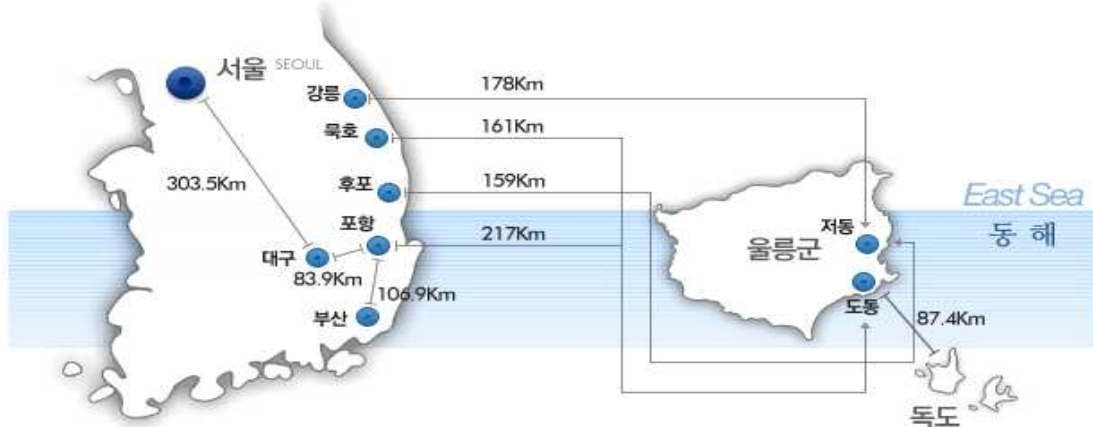 서울 SEOUL
강릉
178Km
묵호
161Km
303.5Km
후포
159Km
East Sea
동 해
포항
217Km
저동
울릉군
대구
83.9Km
106.9Km
부산
도동
87.4Km
독도